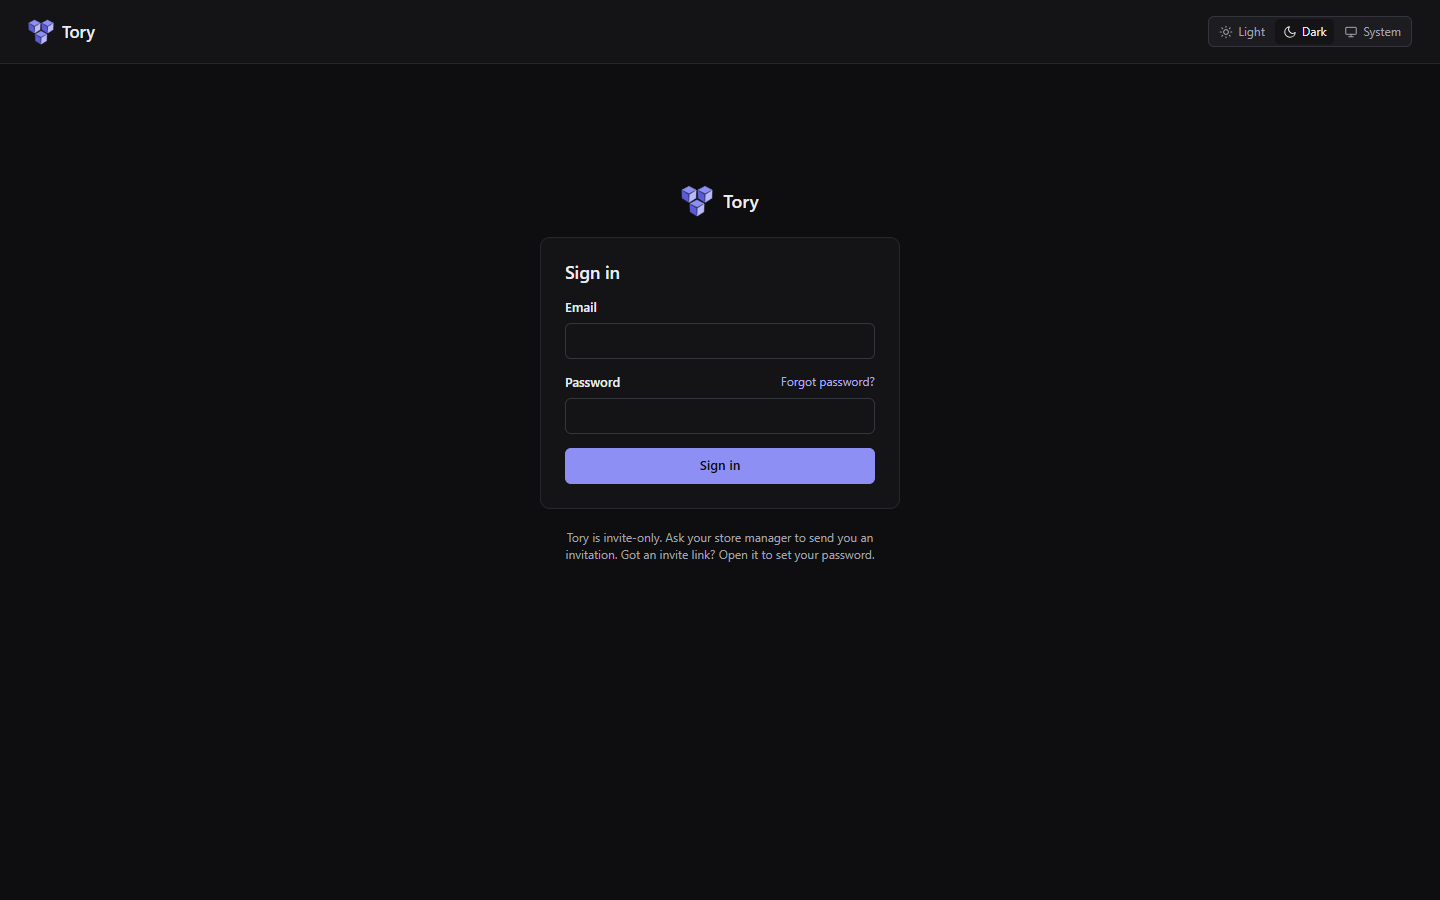 Tory
Light Dark System
Tory
Sign in
Email
Password Forgot password?
Sign in
Tory is invite-only. Ask your store manager to send you an
invitation. Got an invite link? Open it to set your password.